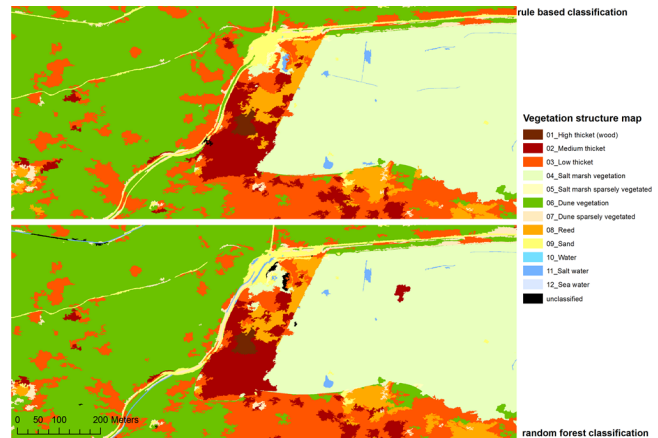 rule based classification
Vegetation structure map
01_High thicket (wood)
02_Medium thicket
03_Low thicket
04_Salt marsh vegetation
05_Salt marsh sparsely vegetated
06_Dune vegetation
07_Dune sparsely vegetated
08_Reed
09_Sand
10_Water
11_Salt water
12_Sea water
unclassified
0 50 100 200 Meters
random forest classification